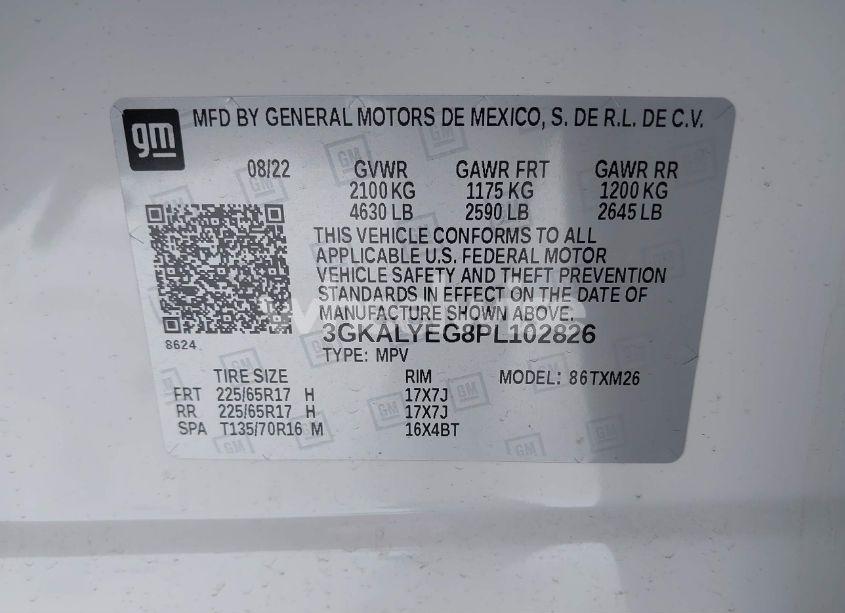 gm MFD BY GENERAL MOTORS DE MEXICO, S. DE R.L. DE C.V.
08/22 GVWR GAWR FRT GAWR RR
2100 KG 1175 KG 1200 KG
4630 LB 2590 LB 2645 LB
THIS VEHICLE CONFORMS TO ALL
APPLICABLE U.S. FEDERAL MOTOR
VEHICLE SAFETY AND THEFT PREVENTION
STANDARDS IN EFFECT ON THE DATE OF
MANUFACTURE SHOWN ABOVE.
3GKALYEG8PL102826
8624
TYPE: MPV
TIRE SIZE RIM MODEL: 86TXM26
FRT 225/65R17 H 17X7J
RR 225/65R17 H 17X7J
SPA T135/70R16 M 16X4BT